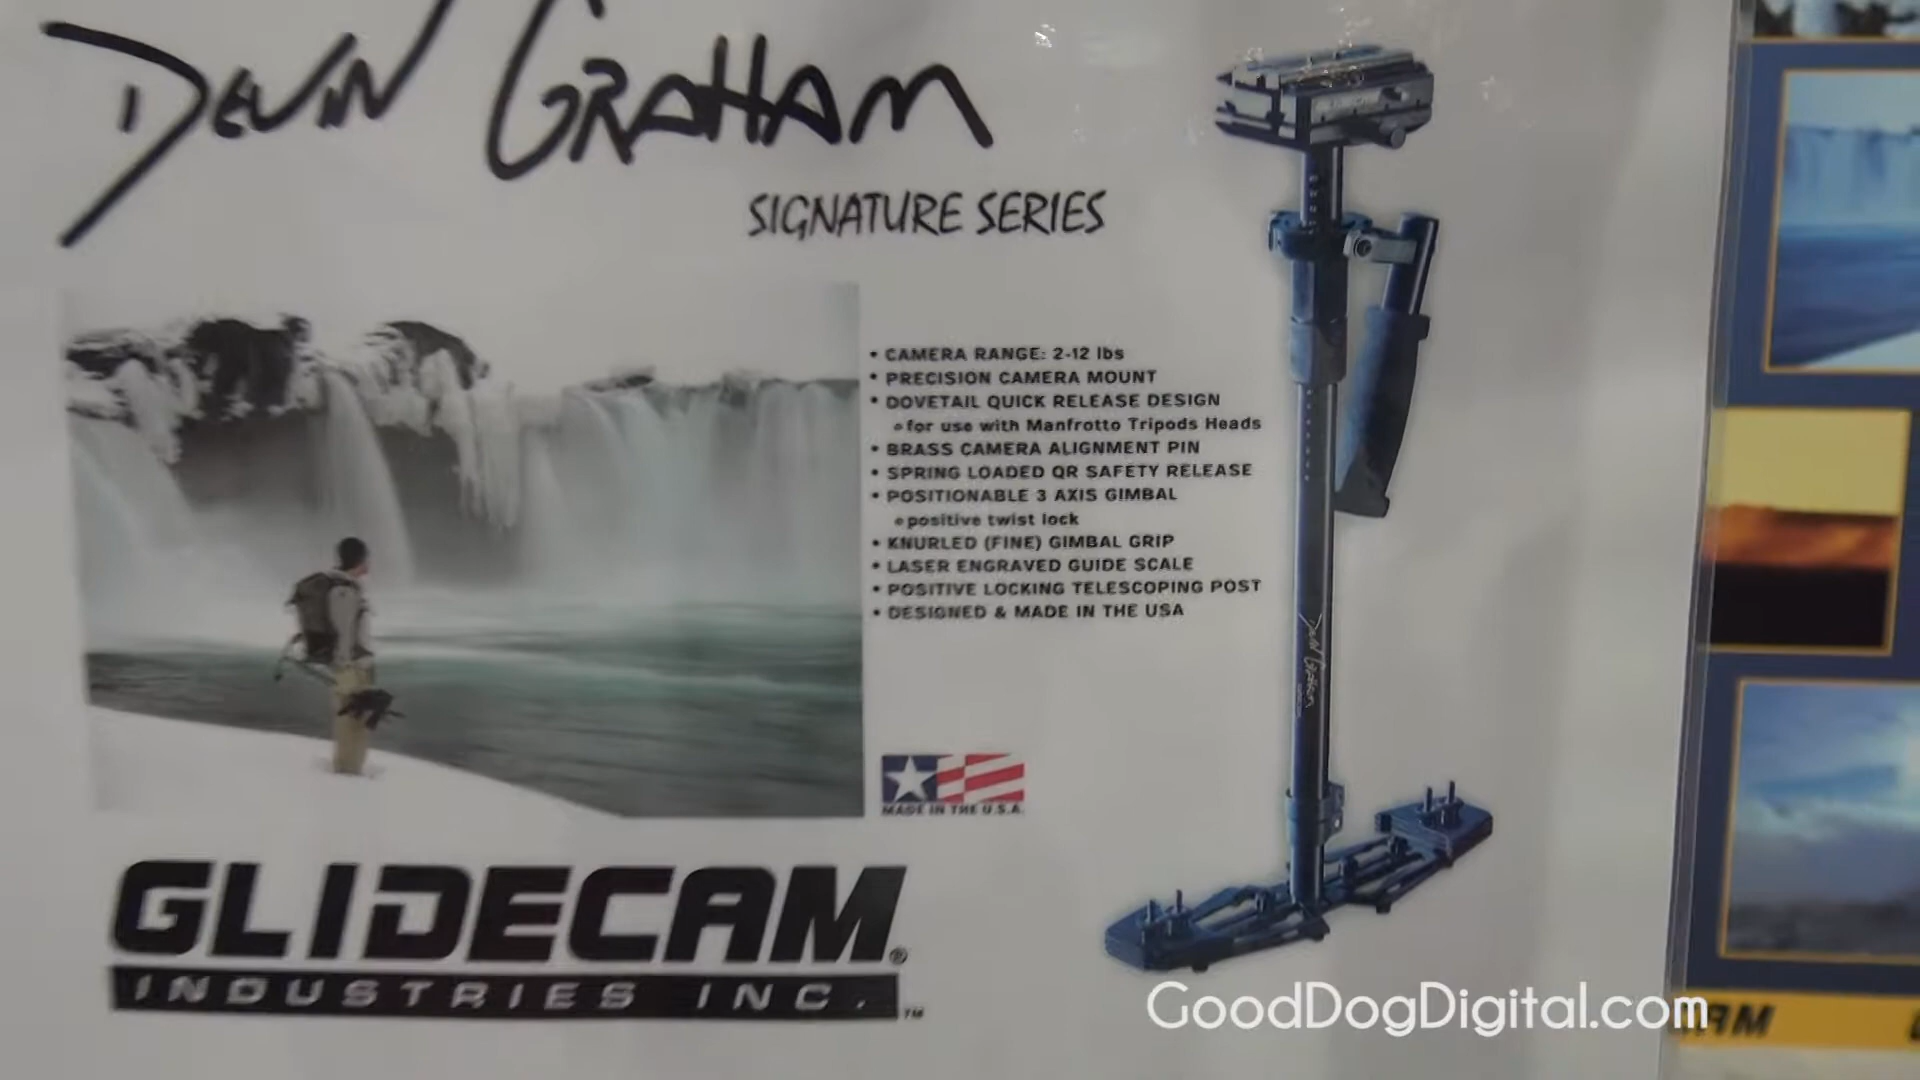 DEVIN GRAHAM
SIGNATURE SERIES
• CAMERA RANGE: 2-12 lbs
• PRECISION CAMERA MOUNT
• DOVETAIL QUICK RELEASE DESIGN
for use with Manfrotto Tripods Heads
• BRASS CAMERA ALIGNMENT PIN
• SPRING LOADED QR SAFETY RELEASE
• POSITIONABLE 3 AXIS GIMBAL
positive twist lock
• KNURLED (FINE) GIMBAL GRIP
• LASER ENGRAVED GUIDE SCALE
• POSITIVE LOCKING TELESCOPING POST
• DESIGNED & MADE IN THE USA
Devin Graham
MADE IN THE U.S.A.
GLIDECAM®
INDUSTRIES INC.™
GoodDogDigital.com